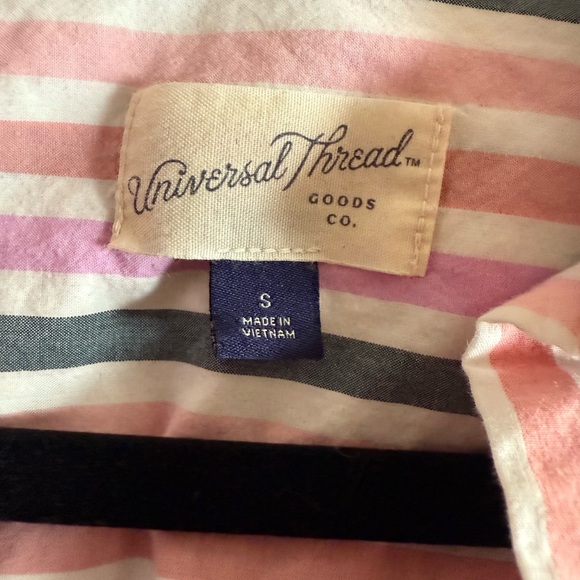 Universal Thread™
GOODS
CO.
S
MADE IN
VIETNAM